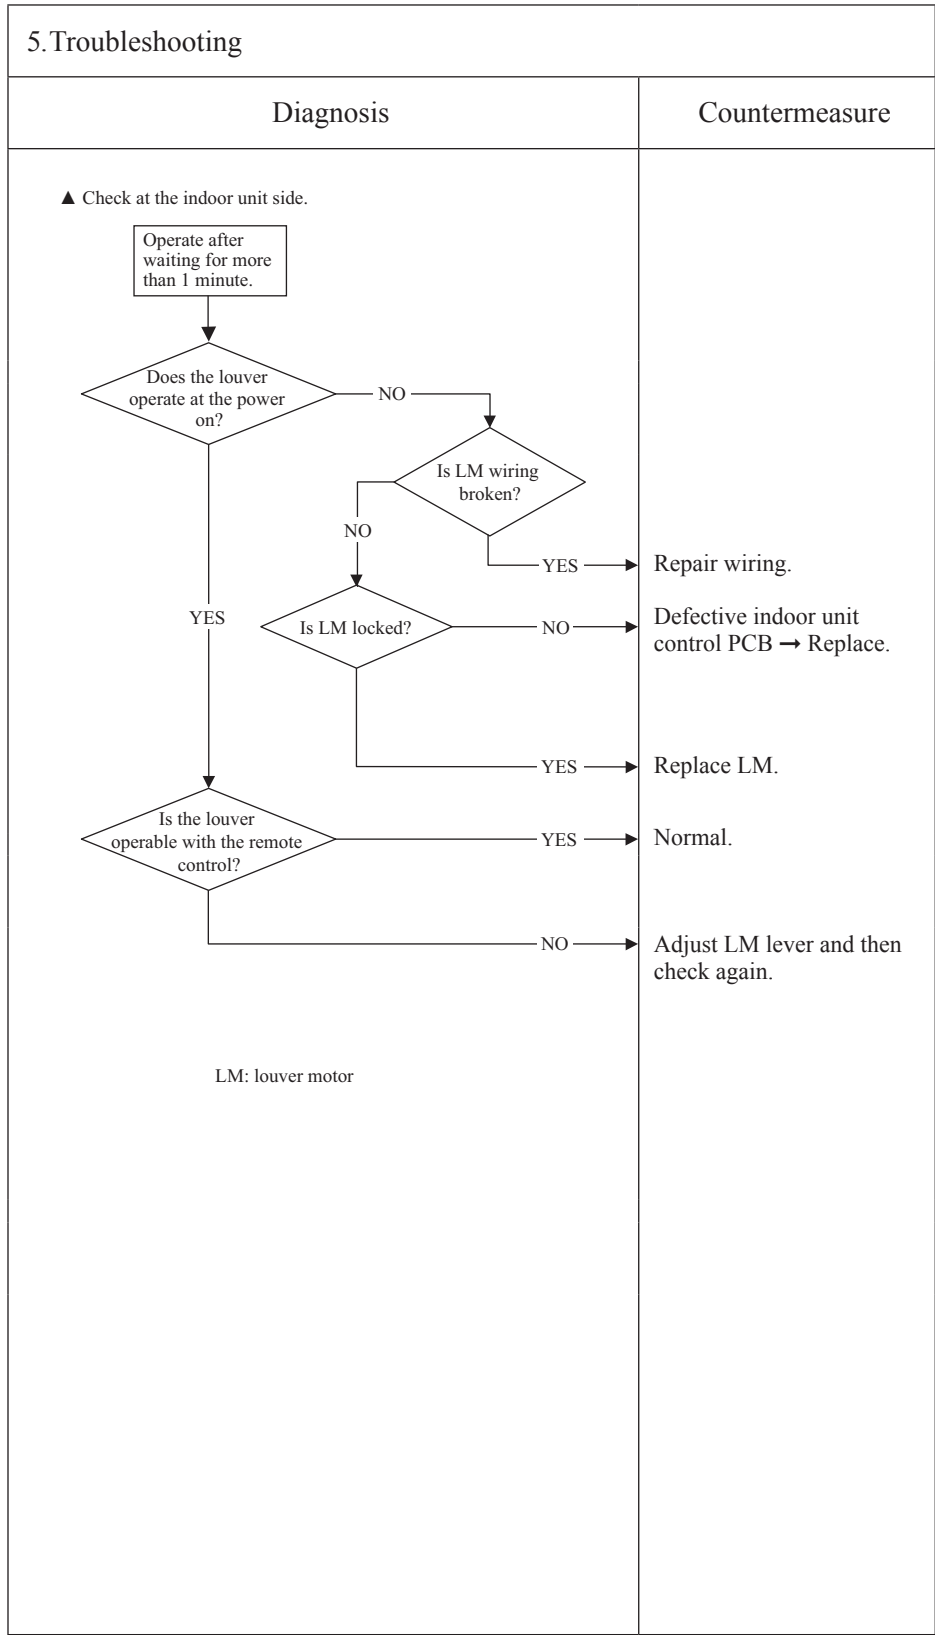 5.Troubleshooting
Diagnosis
Countermeasure
▲ Check at the indoor unit side.
Operate after
waiting for more
than 1 minute.
Does the louver
operate at the power
on?
NO
Is LM wiring
broken?
NO
YES
Repair wiring.
YES
Is LM locked?
NO
Defective indoor unit
control PCB → Replace.
YES
Replace LM.
Is the louver
operable with the remote
control?
YES
Normal.
NO
Adjust LM lever and then
check again.
LM: louver motor